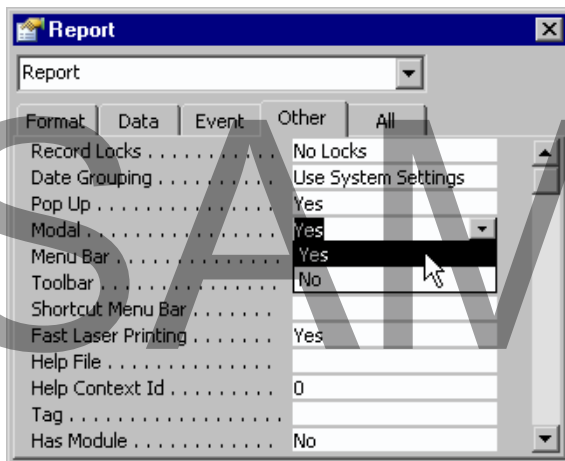 Report
Report
Format Data Event Other All
Record Locks . . . . . . . . . . . No Locks
Date Grouping . . . . . . . . . . Use System Settings
Pop Up . . . . . . . . . . . . . . . . Yes
Modal . . . . . . . . . . . . . . . . . Yes
Menu Bar . . . . . . . . . . . . . . Yes
Toolbar . . . . . . . . . . . . . . . . No
Shortcut Menu Bar . . . . . . .
Fast Laser Printing . . . . . . . Yes
Help File . . . . . . . . . . . . . . .
Help Context Id . . . . . . . . . 0
Tag . . . . . . . . . . . . . . . . . . .
Has Module . . . . . . . . . . . . No
SAM